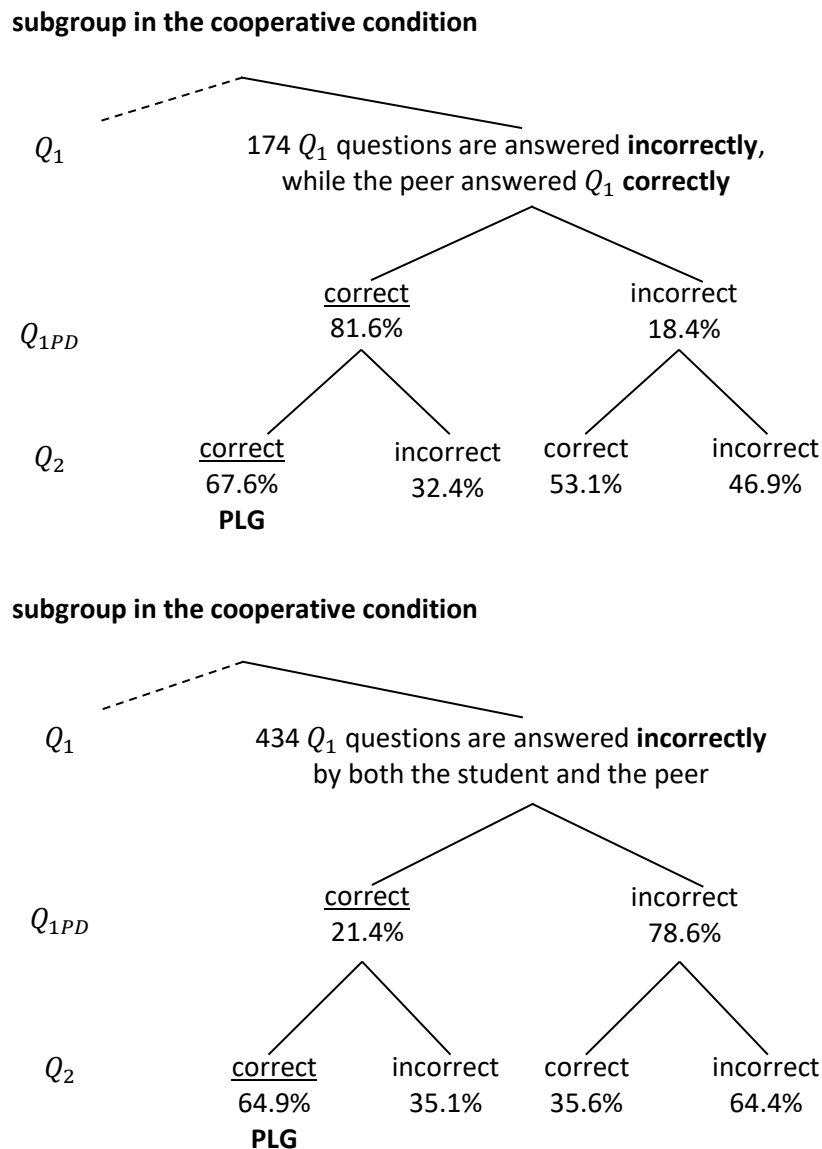 subgroup in the cooperative condition
Q₁ 174 Q₁ questions are answered incorrectly,
while the peer answered Q₁ correctly
correct incorrect
Q₁PD 81.6% 18.4%
Q₂ correct incorrect correct incorrect
67.6% 32.4% 53.1% 46.9%
PLG
subgroup in the cooperative condition
Q₁ 434 Q₁ questions are answered incorrectly
by both the student and the peer
correct incorrect
Q₁PD 21.4% 78.6%
Q₂ correct incorrect correct incorrect
64.9% 35.1% 35.6% 64.4%
PLG